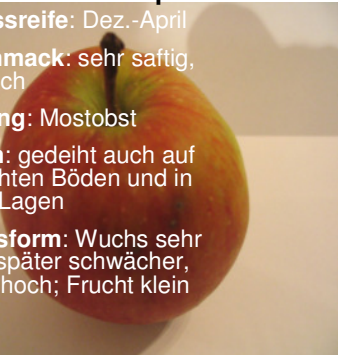 ssreife: Dez.-April
mack: sehr saftig,
ch
ng: Mostobst
: gedeiht auch auf
hten Böden und in
Lagen
sform: Wuchs sehr
später schwächer,
hoch; Frucht klein